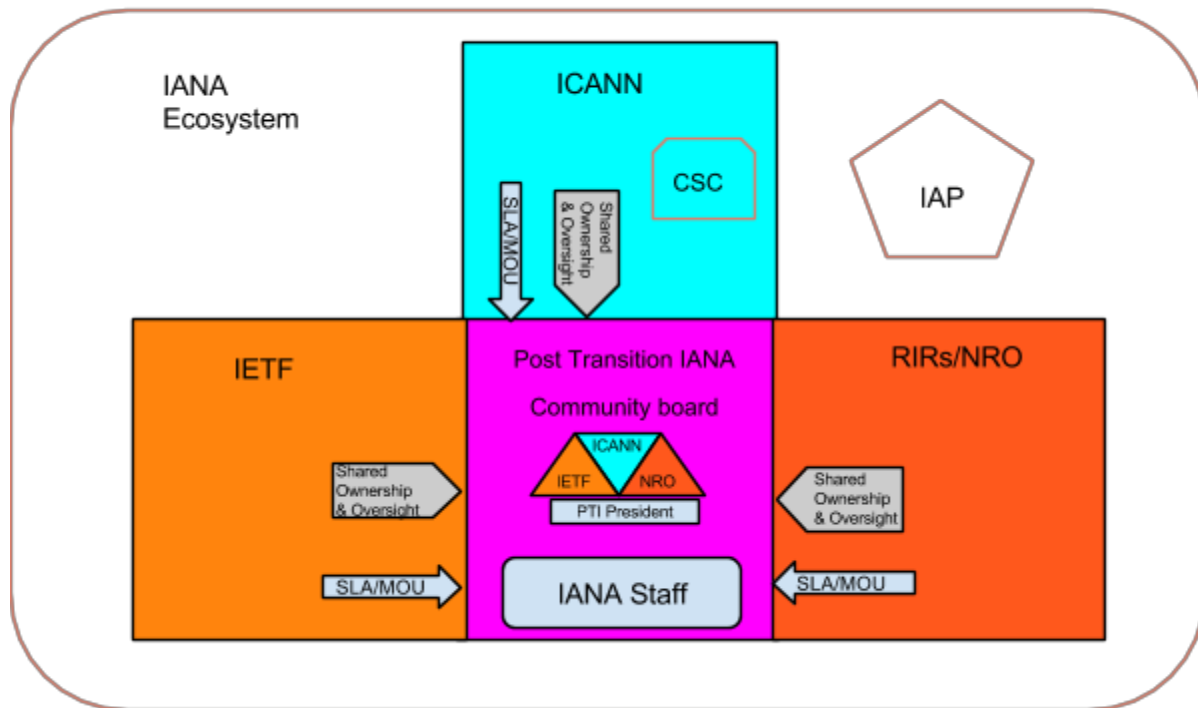 IANA
Ecosystem
ICANN
CSC
IAP
SLA/MOU
Shared
Ownership
& Oversight
IETF
Post Transition IANA
RIRs/NRO
Community board
ICANN
IETF
NRO
PTI President
Shared
Ownership
& Oversight
Shared
Ownership
& Oversight
SLA/MOU
IANA Staff
SLA/MOU